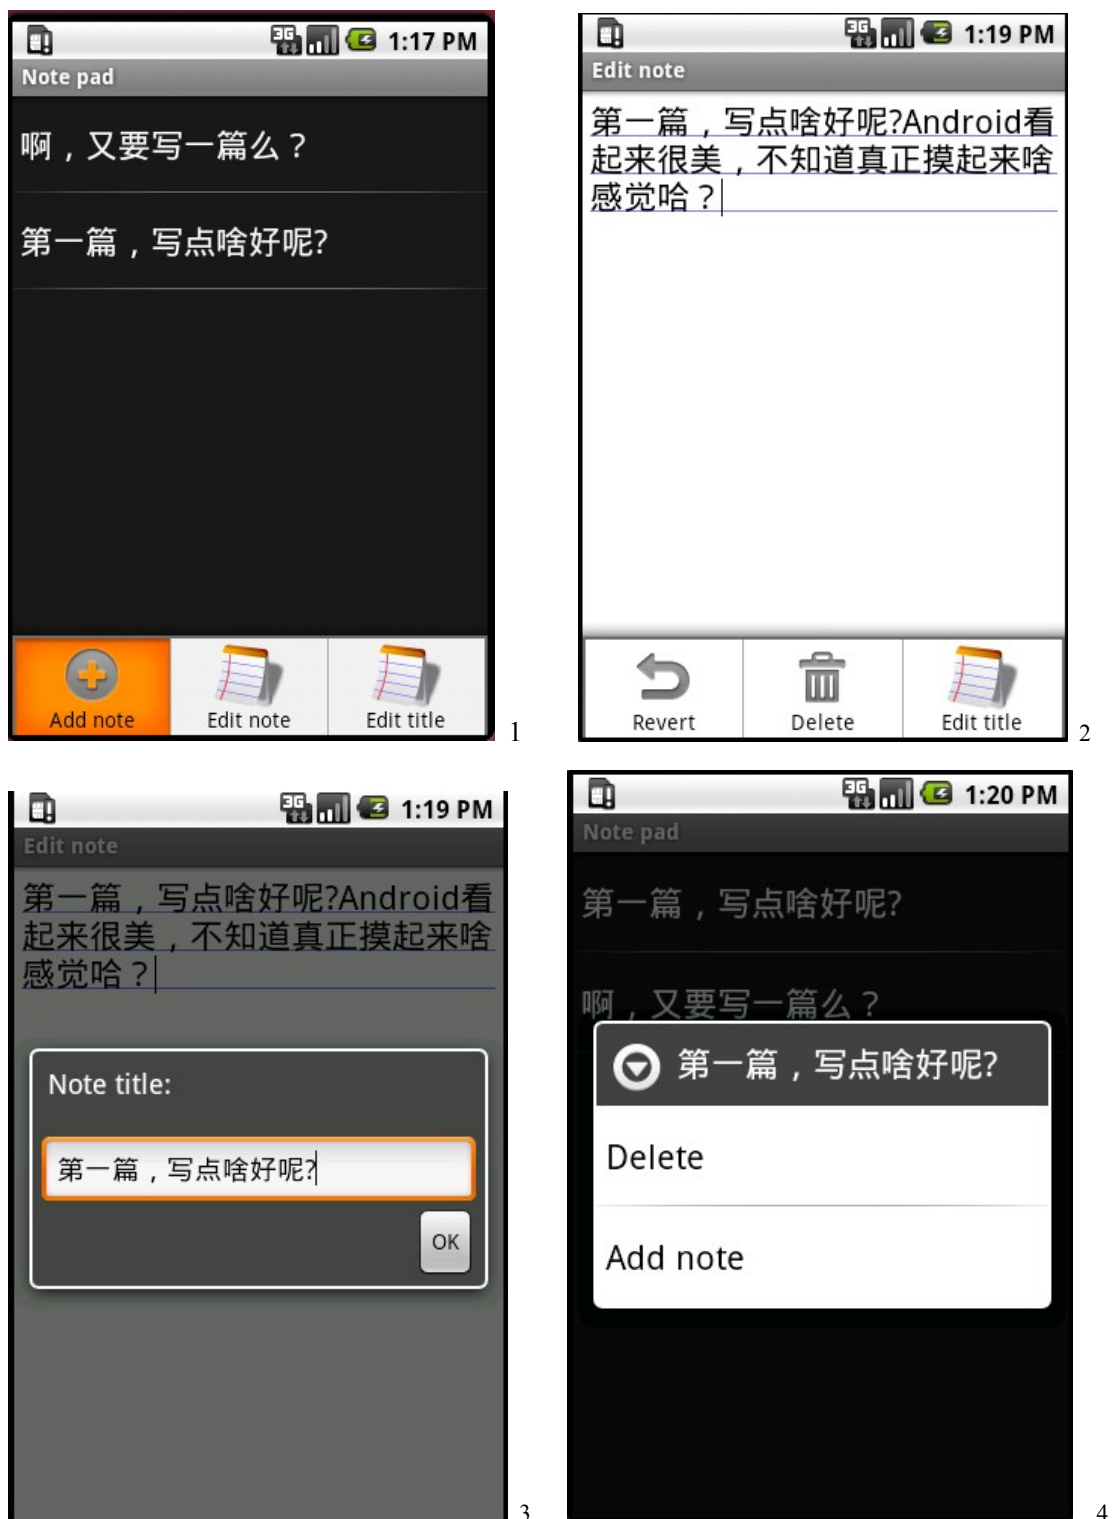 3G 1:17 PM
Note pad
啊，又要写一篇么？
第一篇，写点啥好呢?
Add note Edit note Edit title
1
3G 1:19 PM
Edit note
第一篇，写点啥好呢?Android看
起来很美，不知道真正摸起来啥
感觉哈？
Revert Delete Edit title
2
3G 1:19 PM
Edit note
第一篇，写点啥好呢?Android看
起来很美，不知道真正摸起来啥
感觉哈？
Note title:
第一篇，写点啥好呢?
OK
3
3G 1:20 PM
Note pad
第一篇，写点啥好呢?
啊，又要写一篇么？
第一篇，写点啥好呢?
Delete
Add note
4